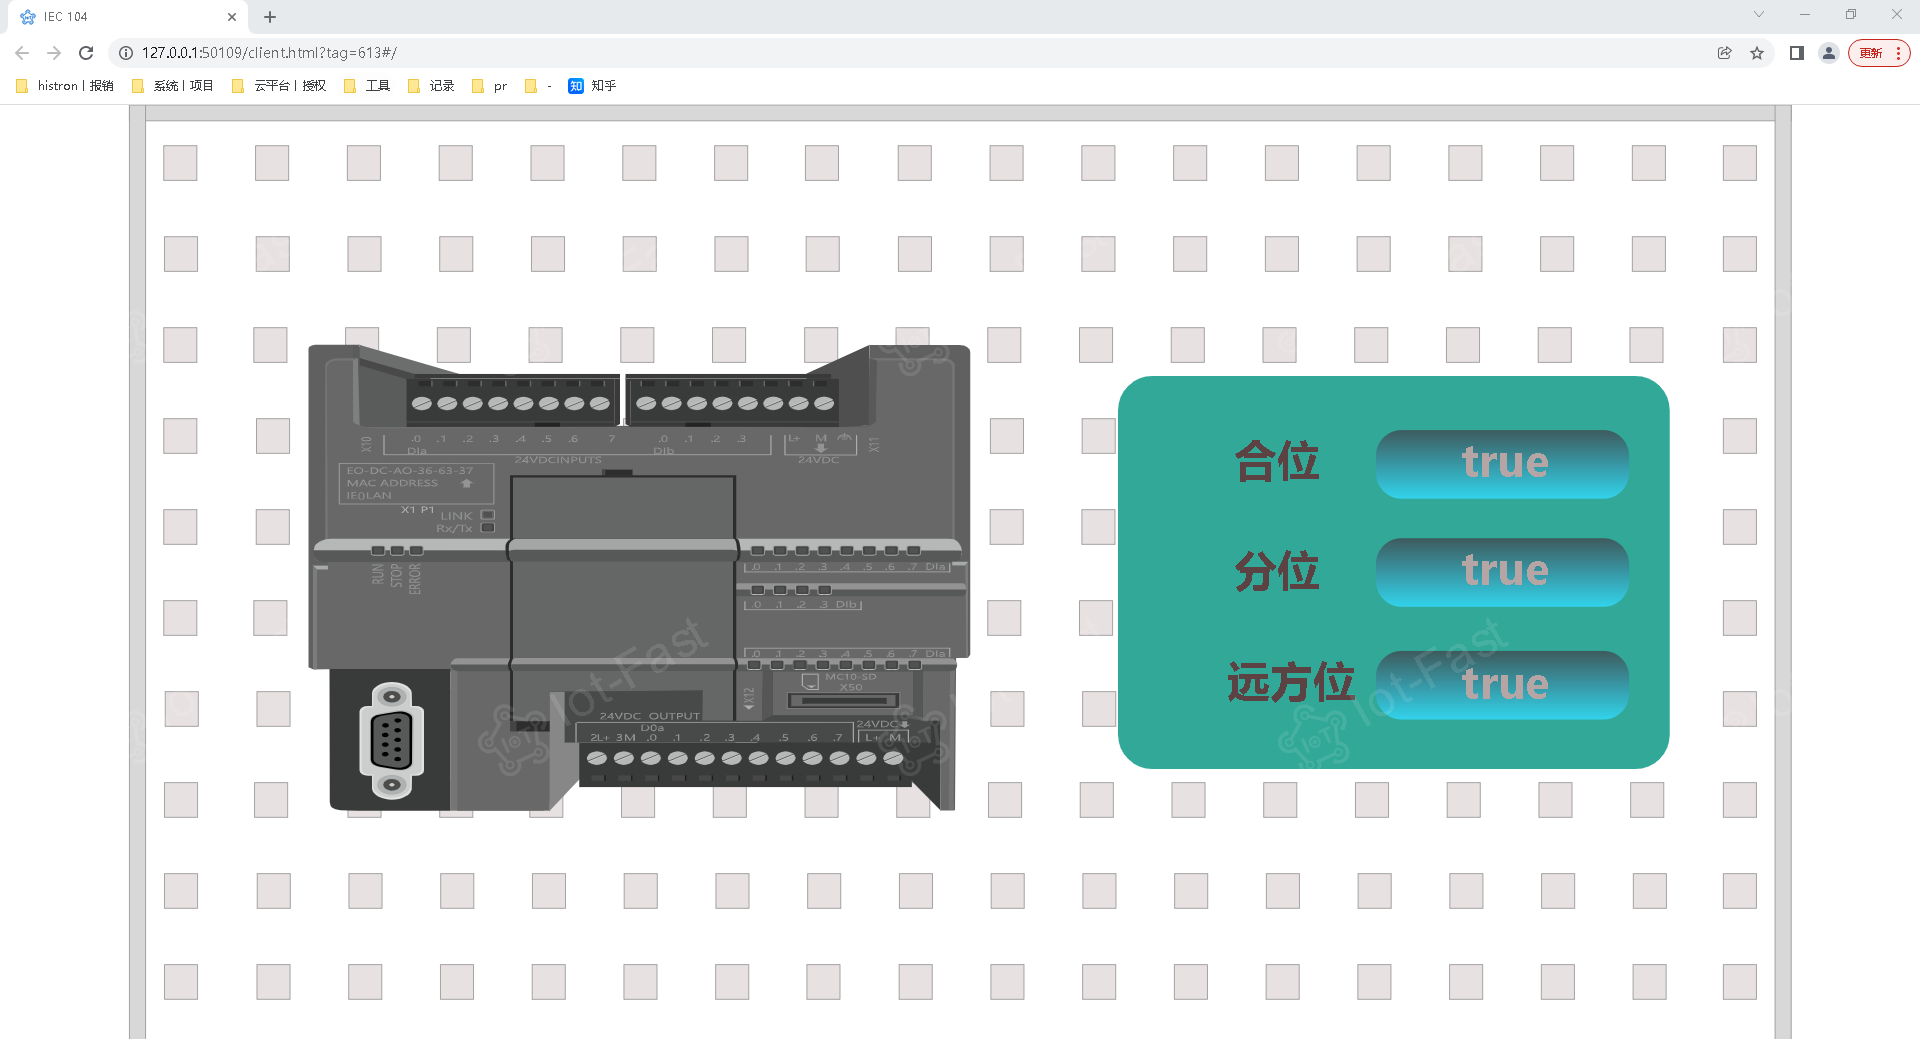 IEC 104
127.0.0.1:50109/client.html?tag=613#/
更新
histron | 报销
系统 | 项目
云平台 | 授权
工具
记录
pr
-
知 知乎
X10
.0 .1 .2 .3 .4 .5 .6 7
DIa
.0 .1 .2 .3
DIb
L+ M
X11
24VDCINPUTS
24VDC
EO-DC-AO-36-63-37
MAC ADDRESS
IE()LAN
X1 P1
LINK
Rx/Tx
RUN
STOP
ERROR
.0 .1 .2 .3 .4 .5 .6 .7 DIa
.0 .1 .2 .3 DIb
.0 .1 .2 .3 .4 .5 .6 .7 DIa
X12
MC10-SD
X50
24VDC OUTPUT
D0a
24VDC
2L+ 3M .0 .1 .2 .3 .4 .5 .6 .7 L+ M
合位 true
分位 true
远方位 true
IoT Iot-Fast
IoT Iot-Fast